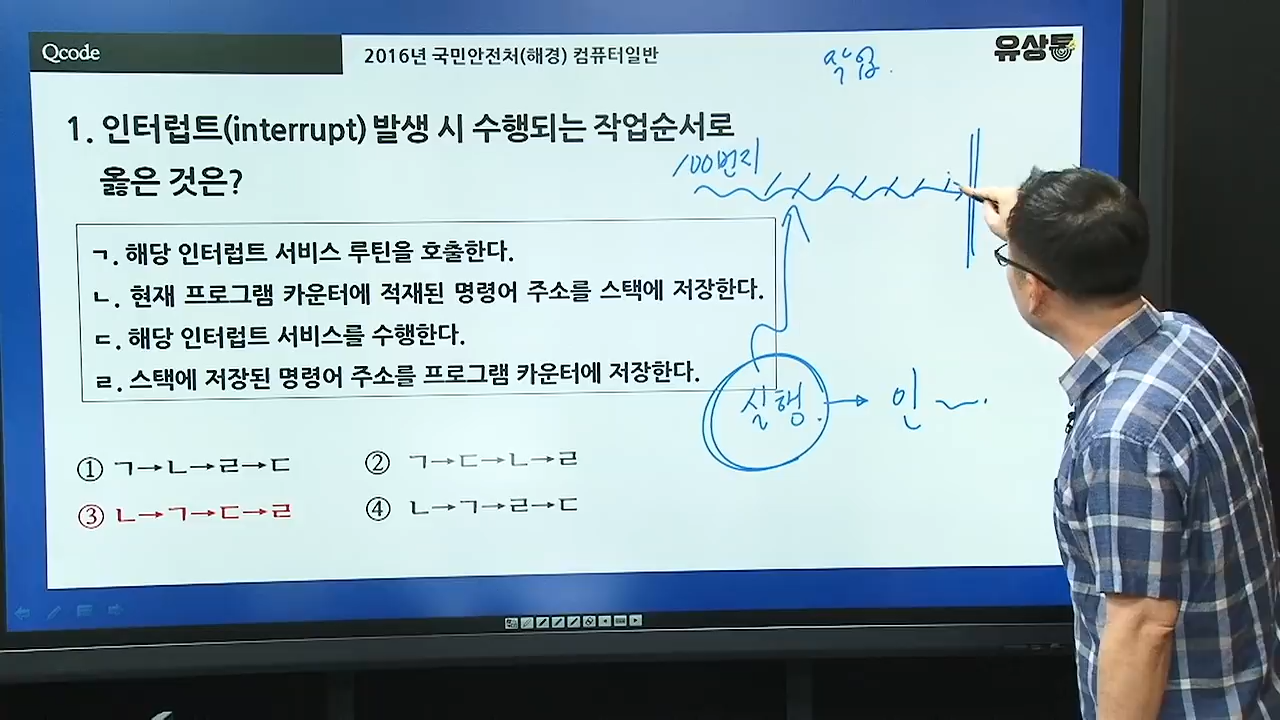 Qcode
2016년 국민안전처(해경) 컴퓨터일반
유상통
작업.
1. 인터럽트(interrupt) 발생 시 수행되는 작업순서로
옳은 것은?
100번지
ㄱ. 해당 인터럽트 서비스 루틴을 호출한다.
ㄴ. 현재 프로그램 카운터에 적재된 명령어 주소를 스택에 저장한다.
ㄷ. 해당 인터럽트 서비스를 수행한다.
ㄹ. 스택에 저장된 명령어 주소를 프로그램 카운터에 저장한다.
실행. → 인
① ㄱ→ㄴ→ㄹ→ㄷ
② ㄱ→ㄷ→ㄴ→ㄹ
③ ㄴ→ㄱ→ㄷ→ㄹ
④ ㄴ→ㄱ→ㄹ→ㄷ